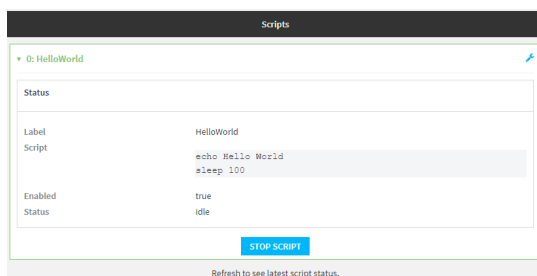 Scripts
0: HelloWorld
Status
Label HelloWorld
Script echo Hello World
sleep 100
Enabled true
Status idle
STOP SCRIPT
Refresh to see latest script status.